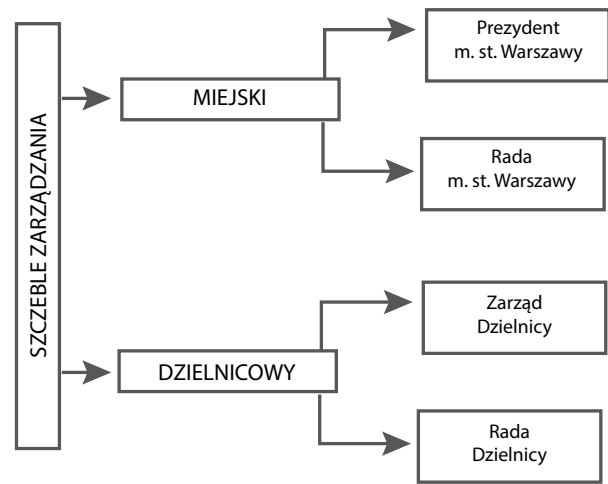 SZCZEBLE ZARZĄDZANIA
MIEJSKI
Prezydent
m. st. Warszawy
Rada
m. st. Warszawy
DZIELNICOWY
Zarząd
Dzielnicy
Rada
Dzielnicy